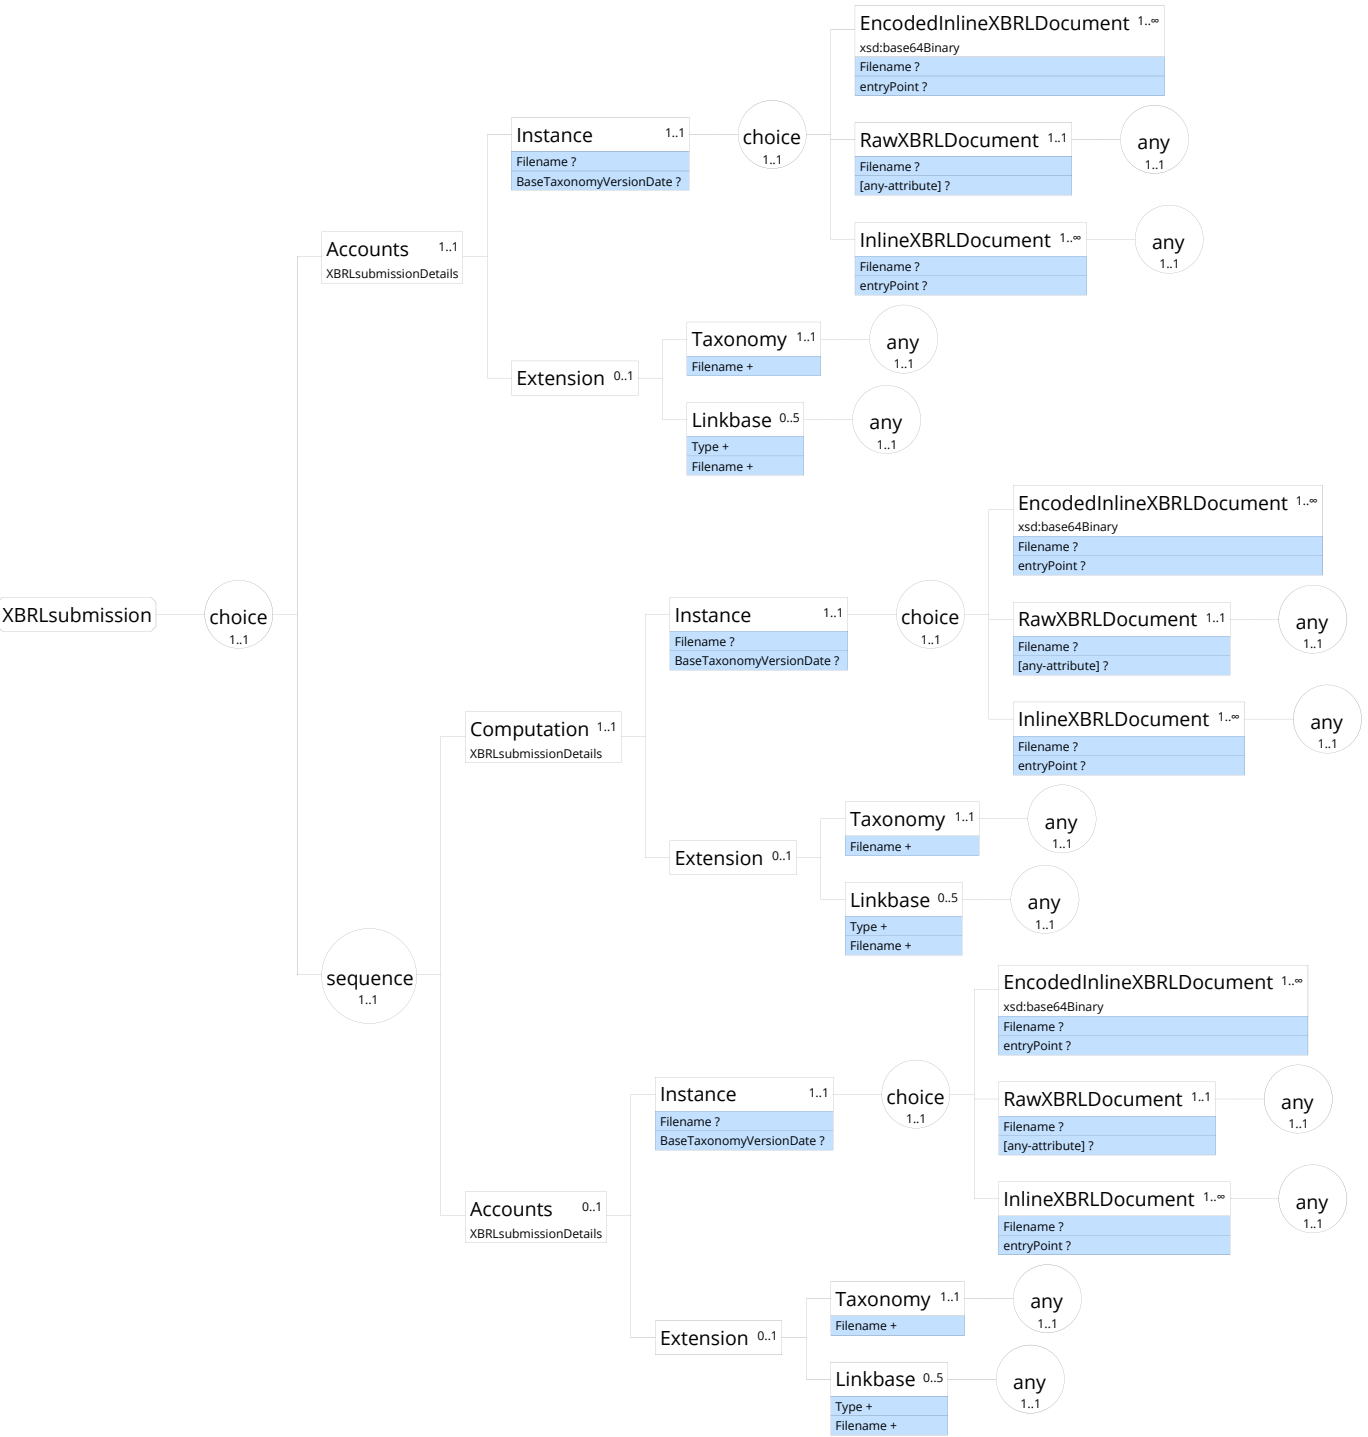 EncodedInlineXBRLDocument 1..∞
xsd:base64Binary
Filename ?
entryPoint ?
Instance 1..1
Filename ?
BaseTaxonomyVersionDate ?
choice
1..1
RawXBRLDocument 1..1
Filename ?
[any-attribute] ?
any
1..1
InlineXBRLDocument 1..∞
Filename ?
entryPoint ?
any
1..1
Accounts 1..1
XBRLsubmissionDetails
Taxonomy 1..1
Filename +
any
1..1
Extension 0..1
Linkbase 0..5
Type +
Filename +
any
1..1
XBRLsubmission
choice
1..1
EncodedInlineXBRLDocument 1..∞
xsd:base64Binary
Filename ?
entryPoint ?
Instance 1..1
Filename ?
BaseTaxonomyVersionDate ?
choice
1..1
RawXBRLDocument 1..1
Filename ?
[any-attribute] ?
any
1..1
InlineXBRLDocument 1..∞
Filename ?
entryPoint ?
any
1..1
Computation 1..1
XBRLsubmissionDetails
Taxonomy 1..1
Filename +
any
1..1
Extension 0..1
Linkbase 0..5
Type +
Filename +
any
1..1
sequence
1..1
EncodedInlineXBRLDocument 1..∞
xsd:base64Binary
Filename ?
entryPoint ?
Instance 1..1
Filename ?
BaseTaxonomyVersionDate ?
choice
1..1
RawXBRLDocument 1..1
Filename ?
[any-attribute] ?
any
1..1
InlineXBRLDocument 1..∞
Filename ?
entryPoint ?
any
1..1
Accounts 0..1
XBRLsubmissionDetails
Taxonomy 1..1
Filename +
any
1..1
Extension 0..1
Linkbase 0..5
Type +
Filename +
any
1..1